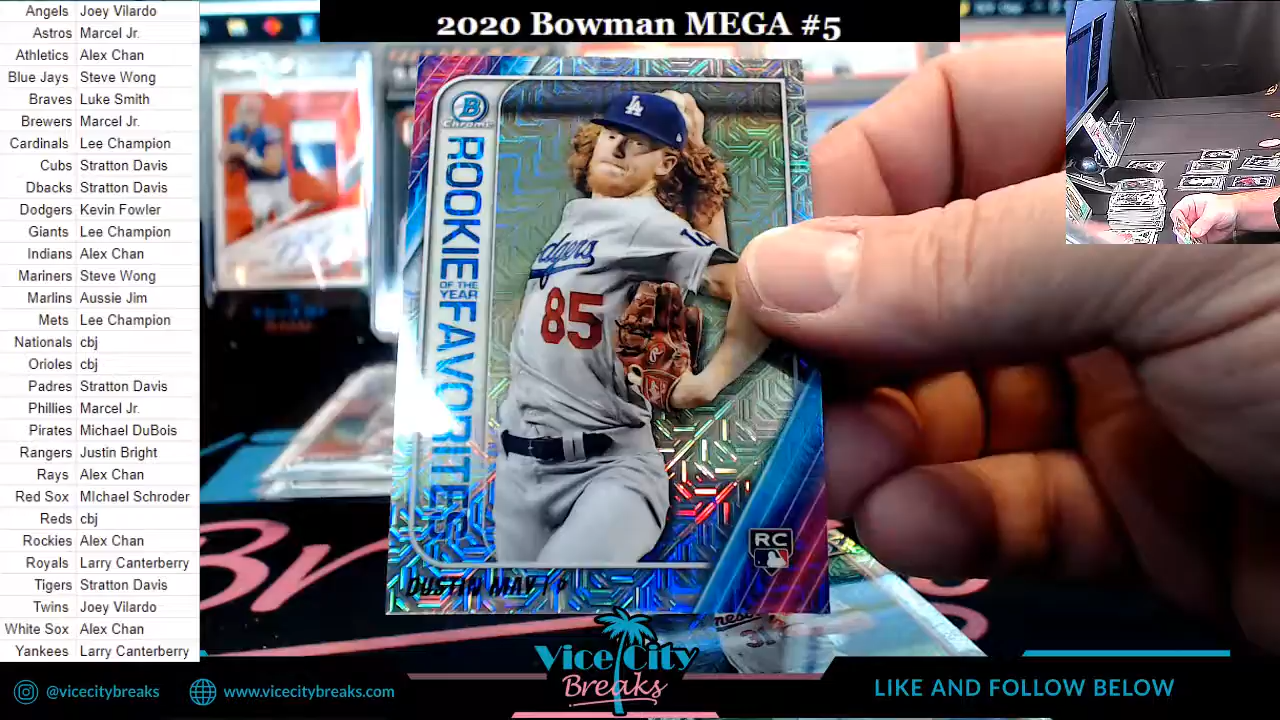 2020 Bowman MEGA #5
Angels Joey Vilardo
Astros Marcel Jr.
Athletics Alex Chan
Blue Jays Steve Wong
Braves Luke Smith
Brewers Marcel Jr.
Cardinals Lee Champion
Cubs Stratton Davis
Dbacks Stratton Davis
Dodgers Kevin Fowler
Giants Lee Champion
Indians Alex Chan
Mariners Steve Wong
Marlins Aussie Jim
Mets Lee Champion
Nationals cbj
Orioles cbj
Padres Stratton Davis
Phillies Marcel Jr.
Pirates Michael DuBois
Rangers Justin Bright
Rays Alex Chan
Red Sox MIchael Schroder
Reds cbj
Rockies Alex Chan
Royals Larry Canterberry
Tigers Stratton Davis
Twins Joey Vilardo
White Sox Alex Chan
Yankees Larry Canterberry
B
Chrome
ROOKIE
OF THE
YEAR
FAVORITES
LA
Dodgers
85
RC
DUSTIN MAY | P
Vice City
Breaks
@vicecitybreaks
www.vicecitybreaks.com
LIKE AND FOLLOW BELOW